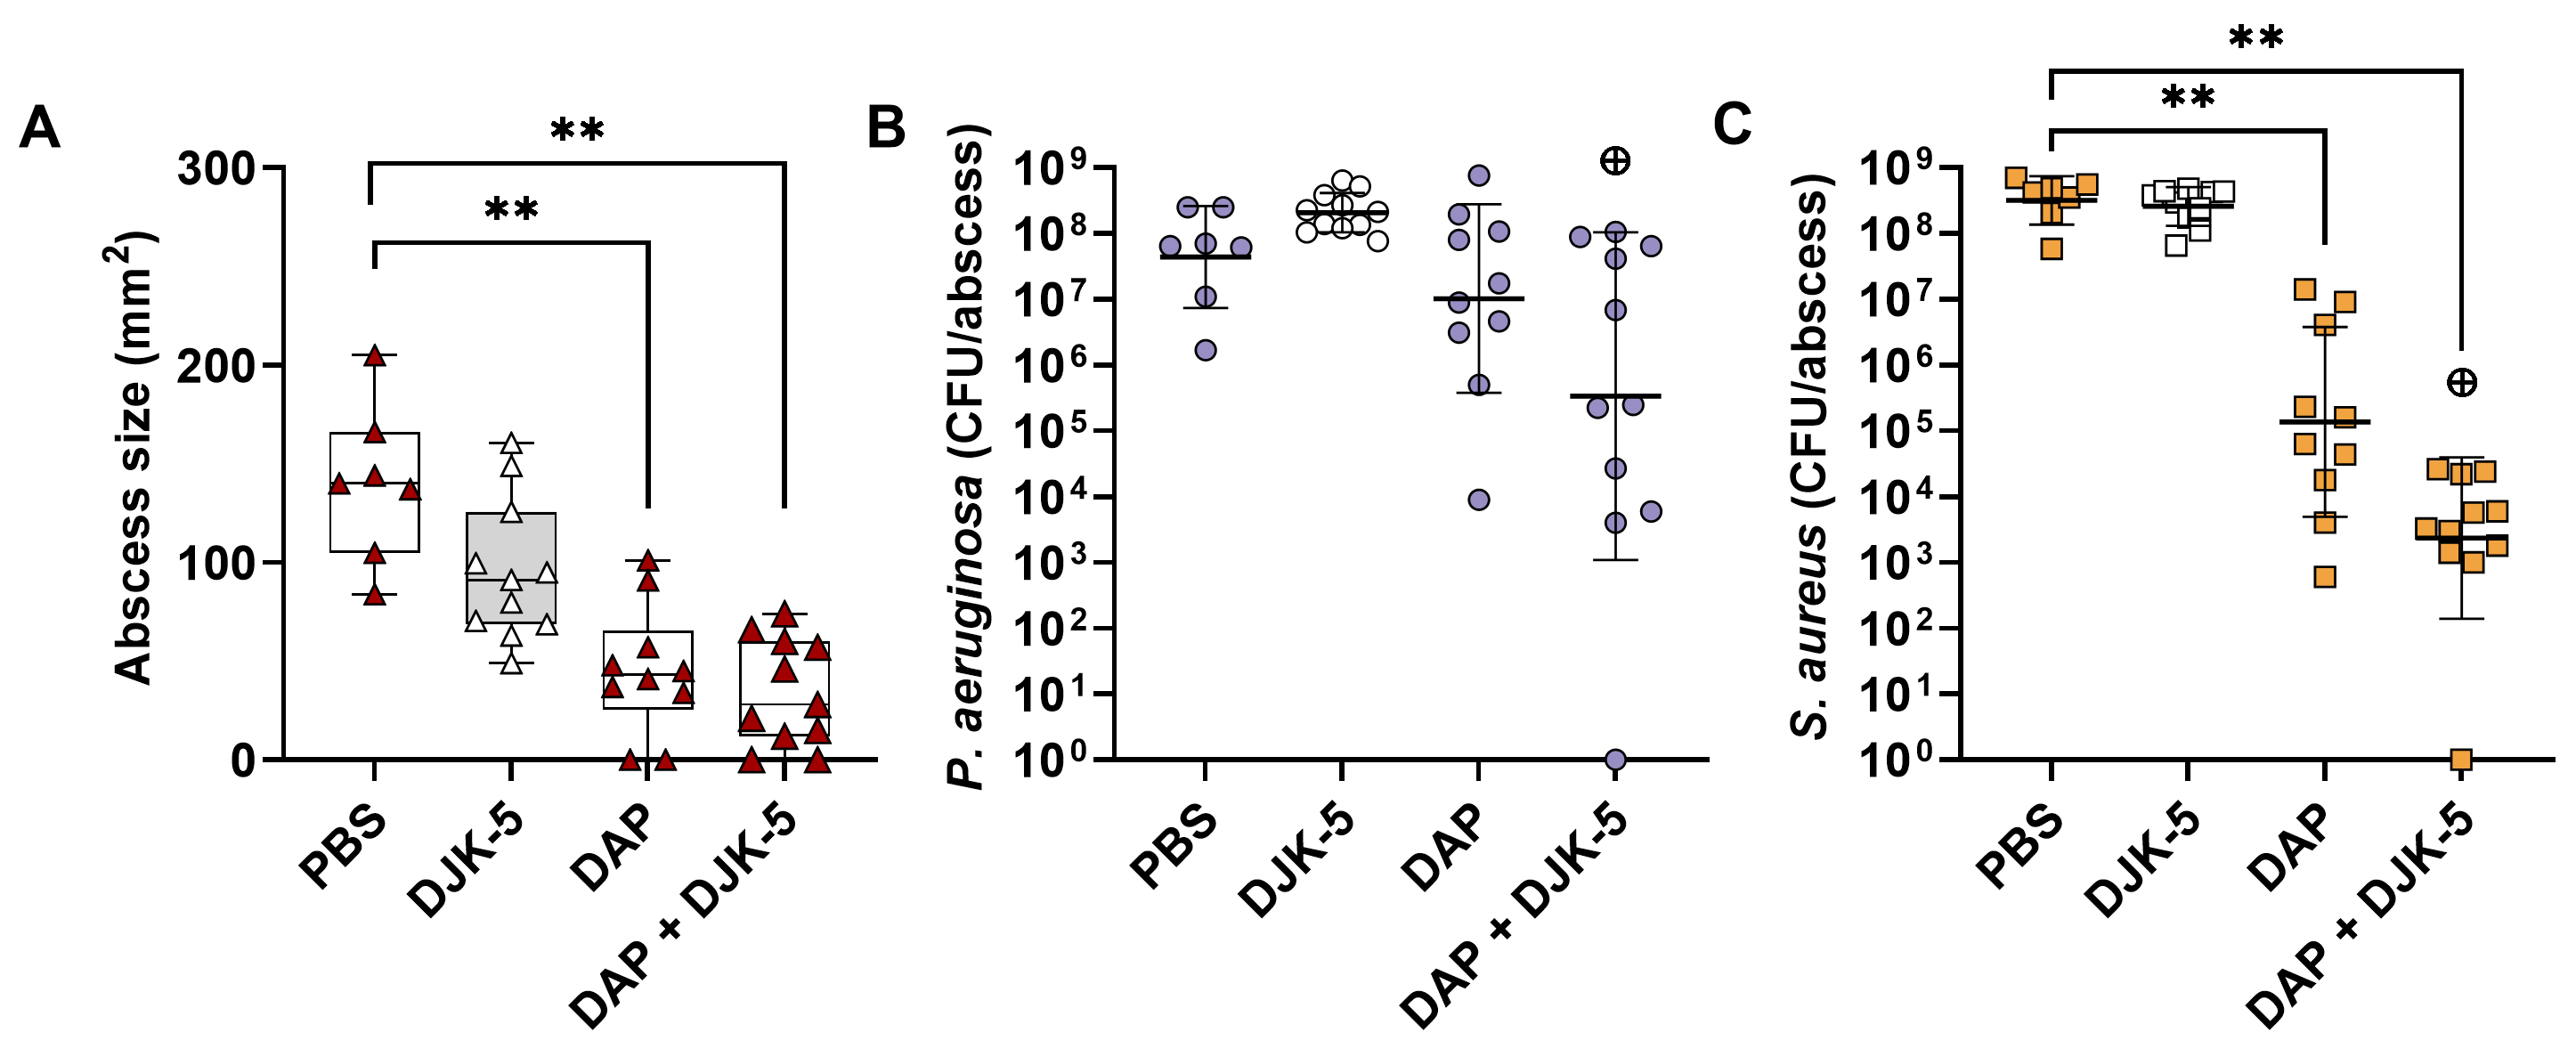 A
Abscess size (mm²)
300
200
100
0
**
**
PBS
DJK-5
DAP
DAP + DJK-5
B
P. aeruginosa (CFU/abscess)
10⁹
10⁸
10⁷
10⁶
10⁵
10⁴
10³
10²
10¹
10⁰
⊕
PBS
DJK-5
DAP
DAP + DJK-5
C
S. aureus (CFU/abscess)
10⁹
10⁸
10⁷
10⁶
10⁵
10⁴
10³
10²
10¹
10⁰
**
**
⊕
PBS
DJK-5
DAP
DAP + DJK-5